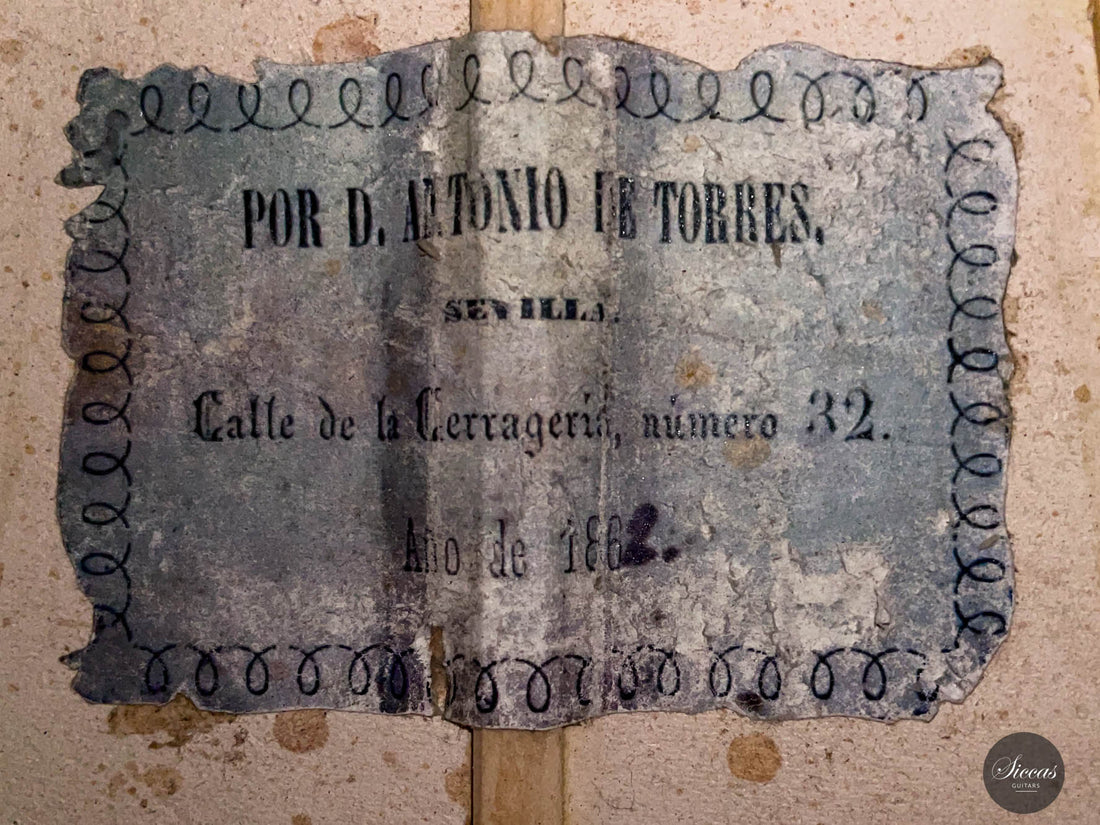 POR D. ANTONIO DE TORRES.
SEVILLA.
Calle de la Cerrageria, número 32.
Año de 1862.
Siccas
GUITARS